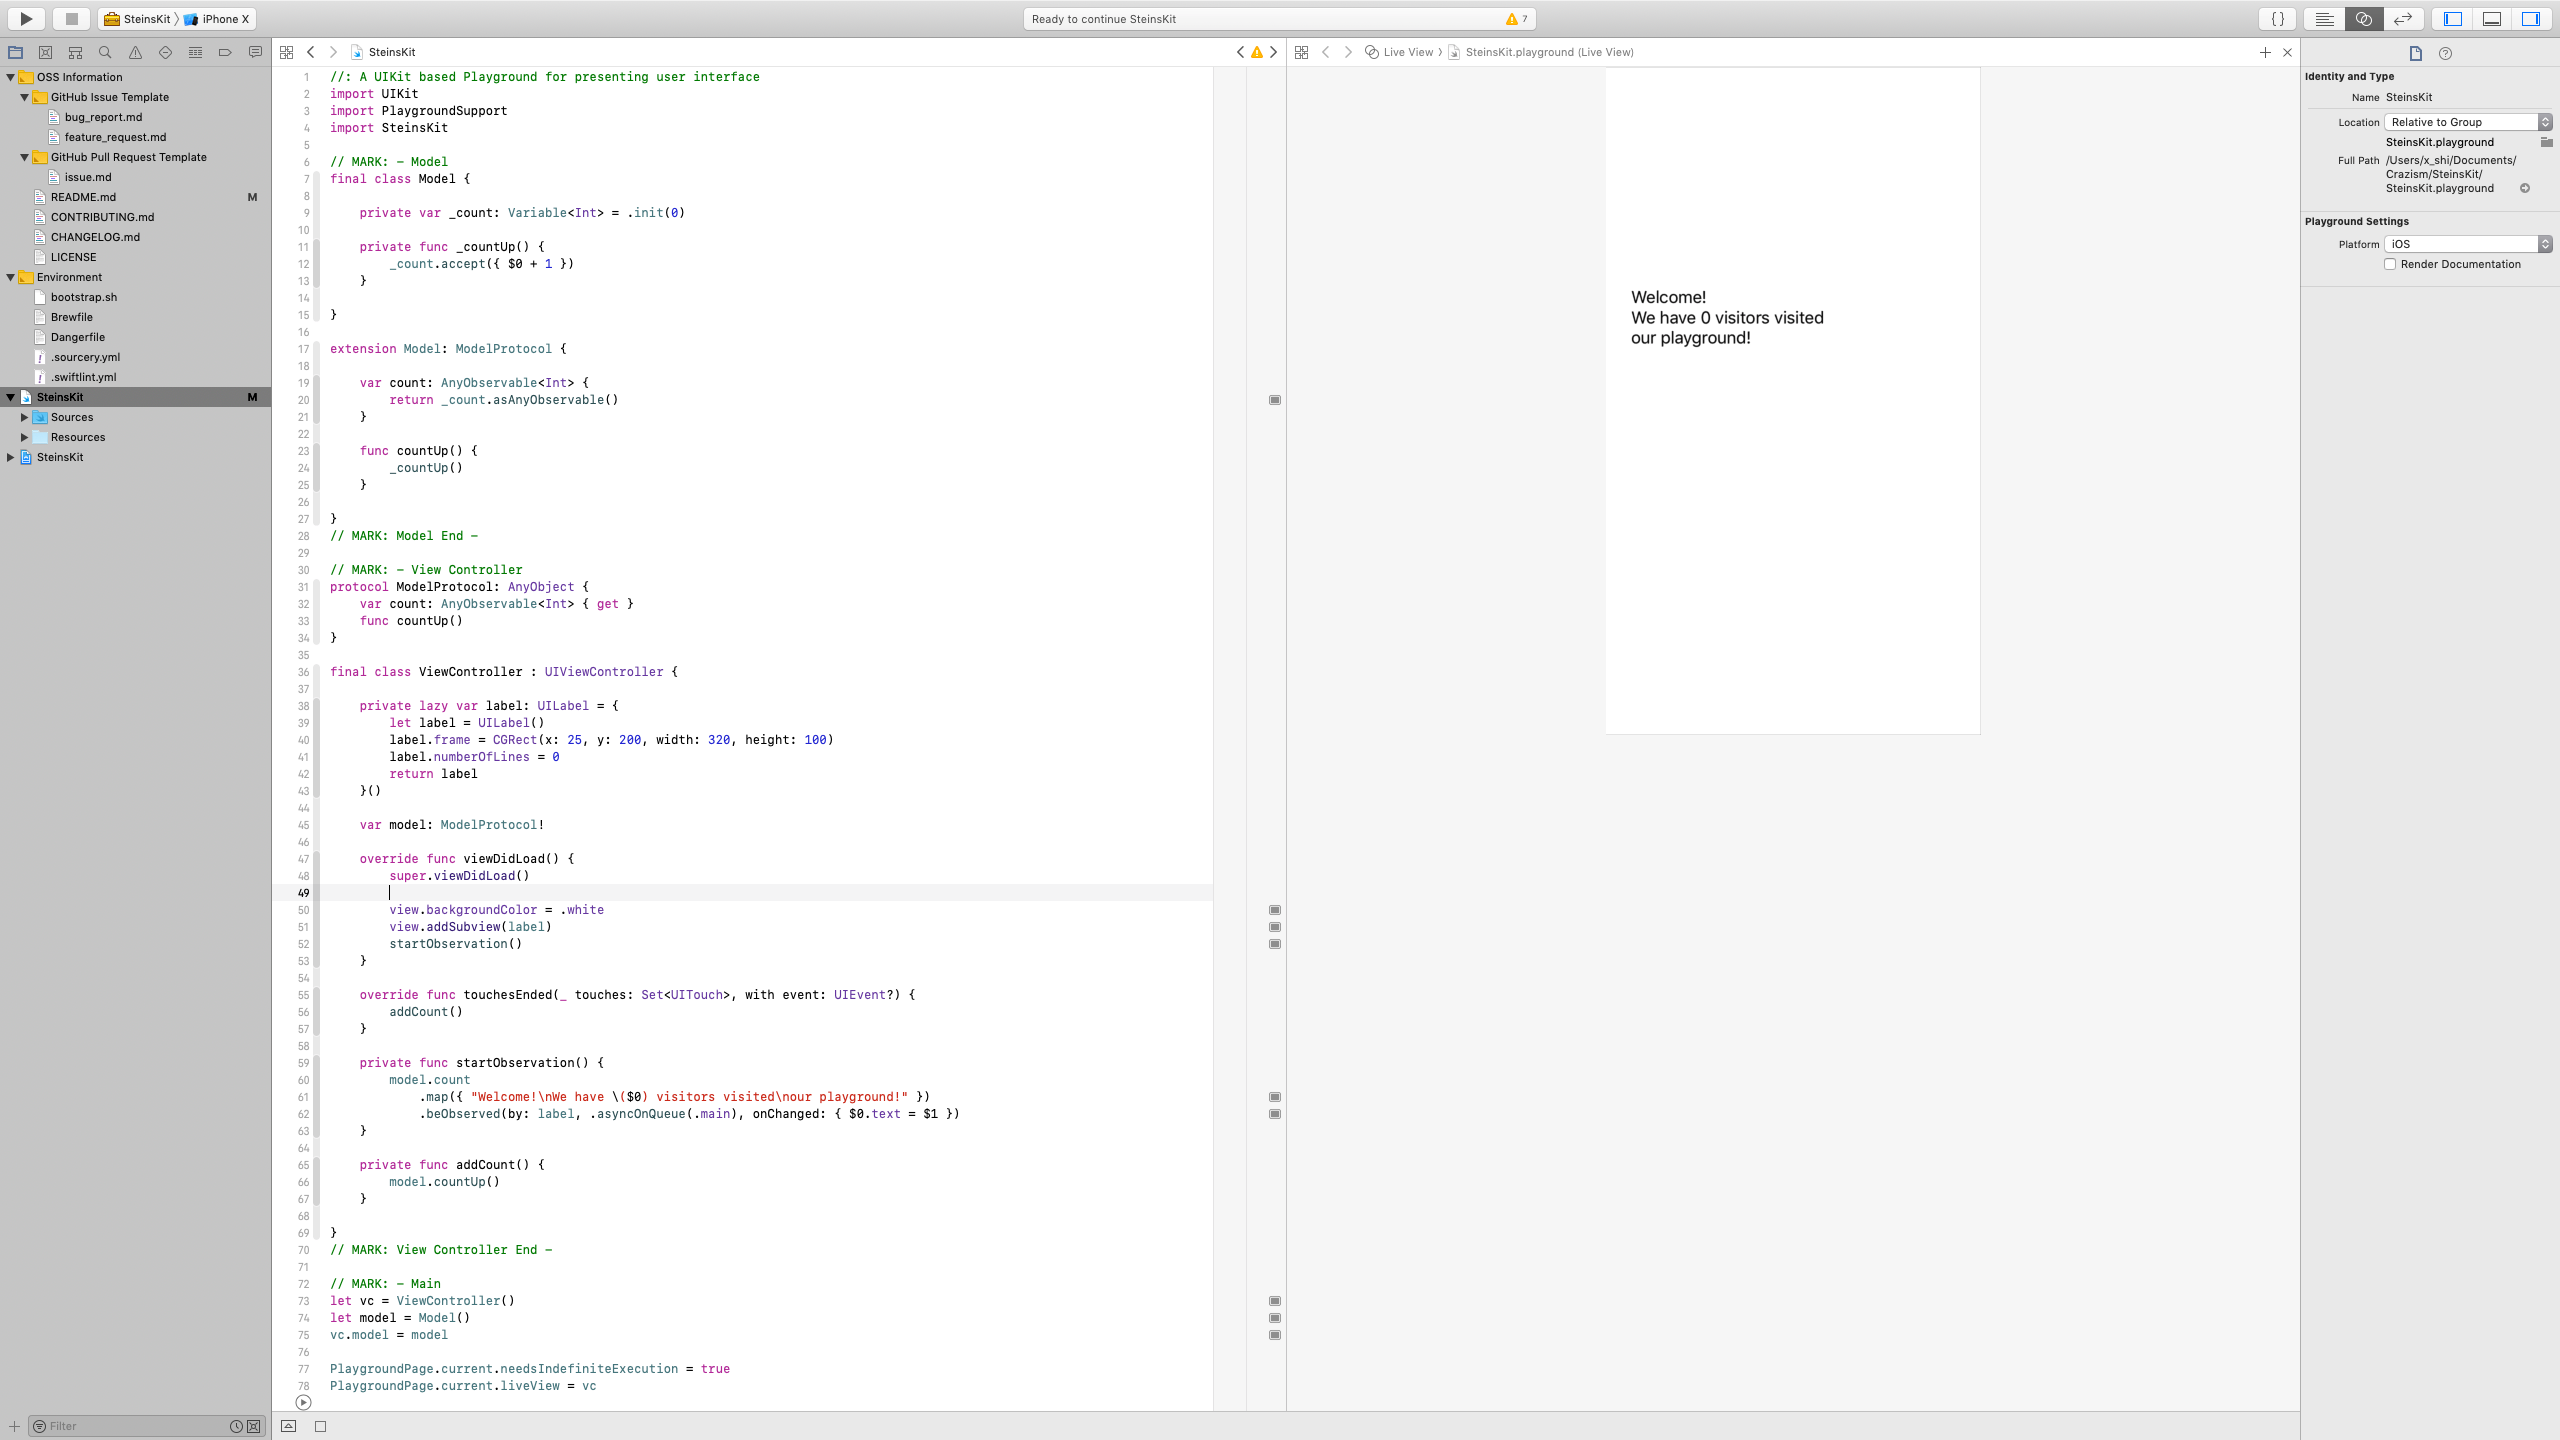 SteinsKit 〉 iPhone X
Ready to continue SteinsKit
7
{ }
OSS Information
GitHub Issue Template
bug_report.md
feature_request.md
GitHub Pull Request Template
issue.md
README.md M
CONTRIBUTING.md
CHANGELOG.md
LICENSE
Environment
bootstrap.sh
Brewfile
Dangerfile
.sourcery.yml
.swiftlint.yml
SteinsKit M
Sources
Resources
SteinsKit
Filter
SteinsKit
1 //: A UIKit based Playground for presenting user interface
2 import UIKit
3 import PlaygroundSupport
4 import SteinsKit
5
6 // MARK: - Model
7 final class Model {
8
9     private var _count: Variable<Int> = .init(0)
10
11     private func _countUp() {
12         _count.accept({ $0 + 1 })
13     }
14
15 }
16
17 extension Model: ModelProtocol {
18
19     var count: AnyObservable<Int> {
20         return _count.asAnyObservable()
21     }
22
23     func countUp() {
24         _countUp()
25     }
26
27 }
28 // MARK: Model End -
29
30 // MARK: - View Controller
31 protocol ModelProtocol: AnyObject {
32     var count: AnyObservable<Int> { get }
33     func countUp()
34 }
35
36 final class ViewController : UIViewController {
37
38     private lazy var label: UILabel = {
39         let label = UILabel()
40         label.frame = CGRect(x: 25, y: 200, width: 320, height: 100)
41         label.numberOfLines = 0
42         return label
43     }()
44
45     var model: ModelProtocol!
46
47     override func viewDidLoad() {
48         super.viewDidLoad()
49
50         view.backgroundColor = .white
51         view.addSubview(label)
52         startObservation()
53     }
54
55     override func touchesEnded(_ touches: Set<UITouch>, with event: UIEvent?) {
56         addCount()
57     }
58
59     private func startObservation() {
60         model.count
61             .map({ "Welcome!\nWe have \($0) visitors visited\nour playground!" })
62             .beObserved(by: label, .asyncOnQueue(.main), onChanged: { $0.text = $1 })
63     }
64
65     private func addCount() {
66         model.countUp()
67     }
68
69 }
70 // MARK: View Controller End -
71
72 // MARK: - Main
73 let vc = ViewController()
74 let model = Model()
75 vc.model = model
76
77 PlaygroundPage.current.needsIndefiniteExecution = true
78 PlaygroundPage.current.liveView = vc
Live View 〉 SteinsKit.playground (Live View)
Welcome!
We have 0 visitors visited
our playground!
Identity and Type
Name SteinsKit
Location Relative to Group
SteinsKit.playground
Full Path /Users/x_shi/Documents/
Crazism/SteinsKit/
SteinsKit.playground
Playground Settings
Platform iOS
Render Documentation